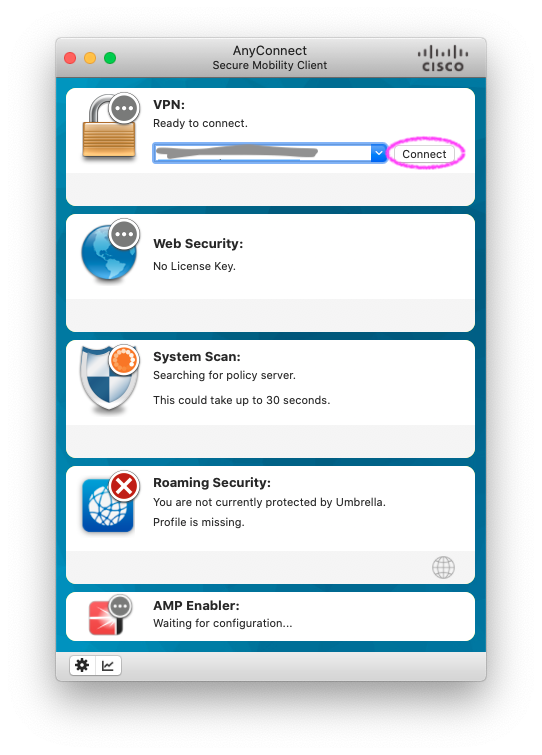 AnyConnect
Secure Mobility Client
CISCO
VPN:
Ready to connect.
Connect
Web Security:
No License Key.
System Scan:
Searching for policy server.
This could take up to 30 seconds.
Roaming Security:
You are not currently protected by Umbrella.
Profile is missing.
AMP Enabler:
Waiting for configuration...